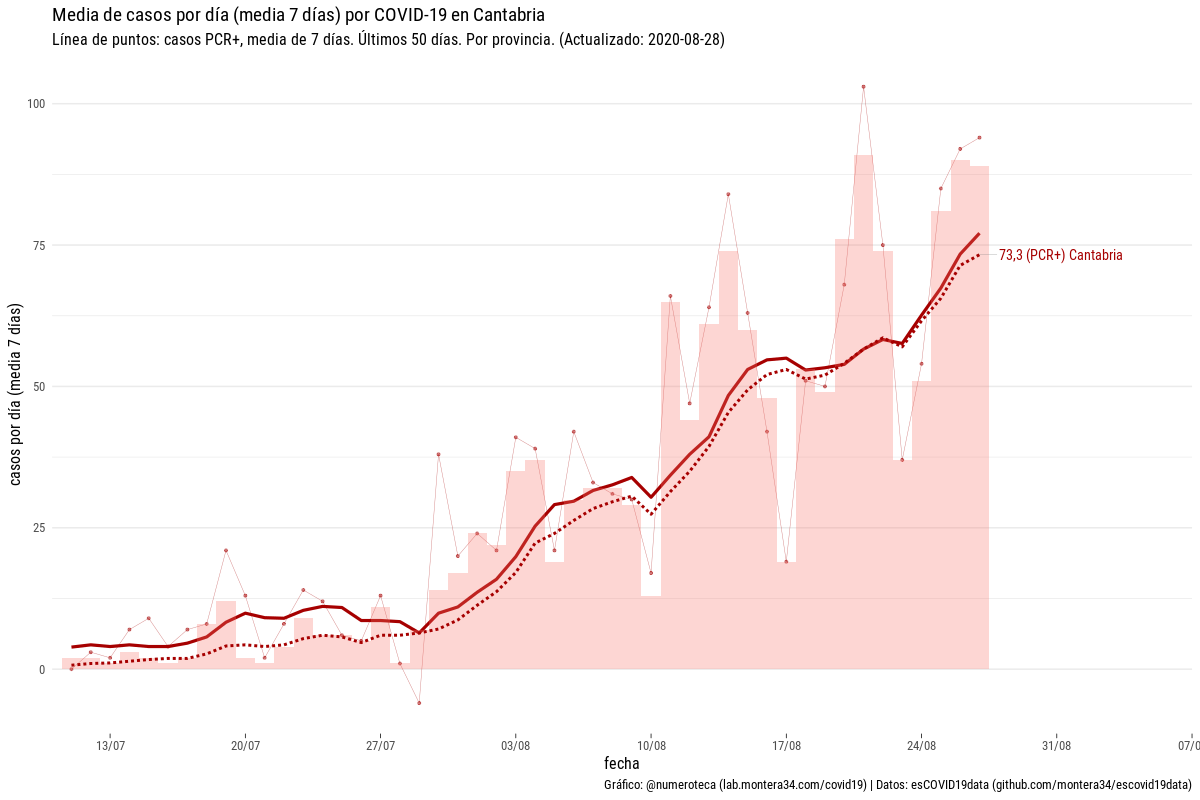 Media de casos por día (media 7 días) por COVID-19 en Cantabria
Línea de puntos: casos PCR+, media de 7 días. Últimos 50 días. Por provincia. (Actualizado: 2020-08-28)
100
75
50
25
0
casos por día (media 7 días)
73,3 (PCR+) Cantabria
13/07
20/07
27/07
03/08
10/08
17/08
24/08
31/08
07/0
fecha
Gráfico: @numeroteca (lab.montera34.com/covid19) | Datos: esCOVID19data (github.com/montera34/escovid19data)